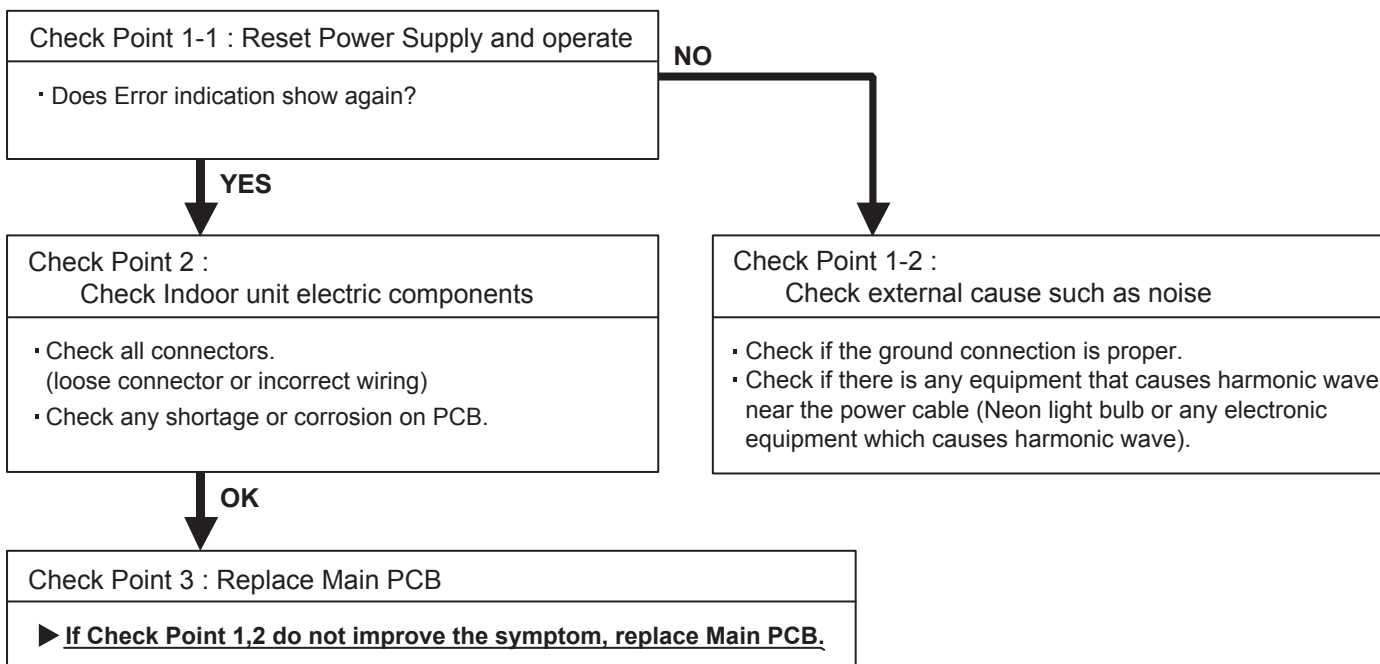 Check Point 1-1 : Reset Power Supply and operate
▪ Does Error indication show again?
NO
YES
Check Point 2 :
Check Indoor unit electric components
▪ Check all connectors.
(loose connector or incorrect wiring)
▪ Check any shortage or corrosion on PCB.
Check Point 1-2 :
Check external cause such as noise
▪ Check if the ground connection is proper.
▪ Check if there is any equipment that causes harmonic wave
near the power cable (Neon light bulb or any electronic
equipment which causes harmonic wave).
OK
Check Point 3 : Replace Main PCB
▶ If Check Point 1,2 do not improve the symptom, replace Main PCB.